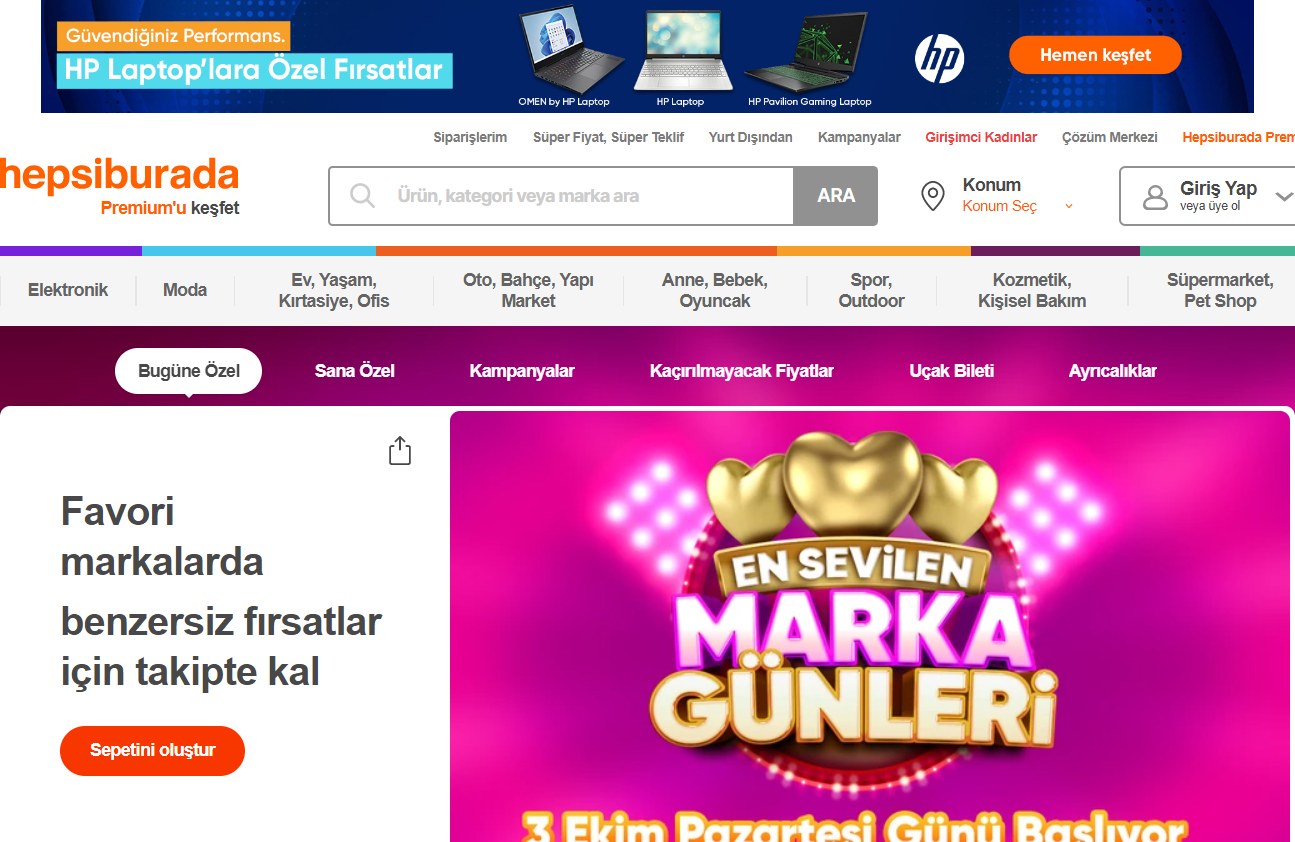 Güvendiğiniz Performans.
HP Laptop'lara Özel Fırsatlar
OMEN by HP Laptop
HP Laptop
HP Pavilion Gaming Laptop
hp
Hemen keşfet
Siparişlerim
Süper Fiyat, Süper Teklif
Yurt Dışından
Kampanyalar
Girişimci Kadınlar
Çözüm Merkezi
Hepsiburada Prem
hepsiburada
Premium'u keşfet
Ürün, kategori veya marka ara
ARA
Konum
Konum Seç
Giriş Yap
veya üye ol
Elektronik
Moda
Ev, Yaşam,
Kırtasiye, Ofis
Oto, Bahçe, Yapı
Market
Anne, Bebek,
Oyuncak
Spor,
Outdoor
Kozmetik,
Kişisel Bakım
Süpermarket,
Pet Shop
Bugüne Özel
Sana Özel
Kampanyalar
Kaçırılmayacak Fiyatlar
Uçak Bileti
Ayrıcalıklar
Favori
markalarda
benzersiz fırsatlar
için takipte kal
Sepetini oluştur
EN SEViLEN
MARKA
GÜNLERi
3 Ekim Pazartesi Günü Başlıyor